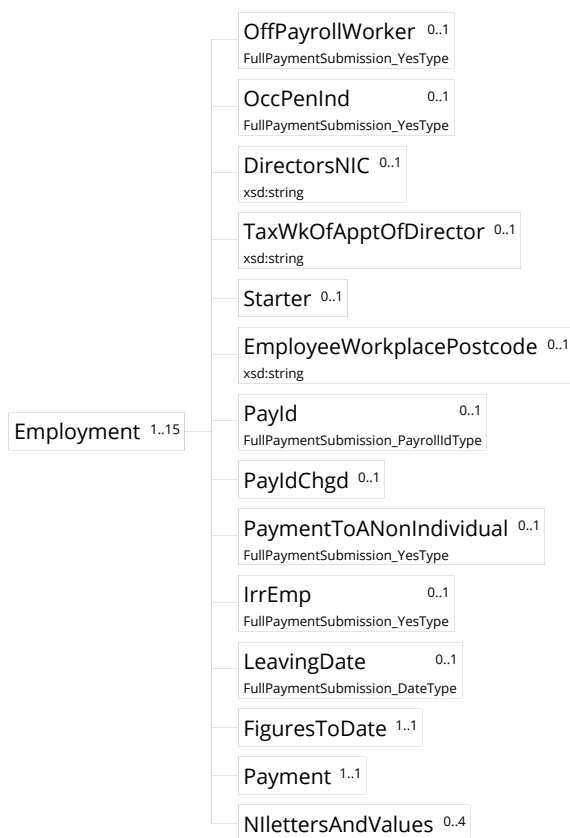 OffPayrollWorker 0..1
FullPaymentSubmission_YesType
OccPenInd 0..1
FullPaymentSubmission_YesType
DirectorsNIC 0..1
xsd:string
TaxWkOfApptOfDirector 0..1
xsd:string
Starter 0..1
EmployeeWorkplacePostcode 0..1
xsd:string
Employment 1..15
PayId 0..1
FullPaymentSubmission_PayrollIdType
PayIdChgd 0..1
PaymentToANonIndividual 0..1
FullPaymentSubmission_YesType
IrrEmp 0..1
FullPaymentSubmission_YesType
LeavingDate 0..1
FullPaymentSubmission_DateType
FiguresToDate 1..1
Payment 1..1
NIlettersAndValues 0..4